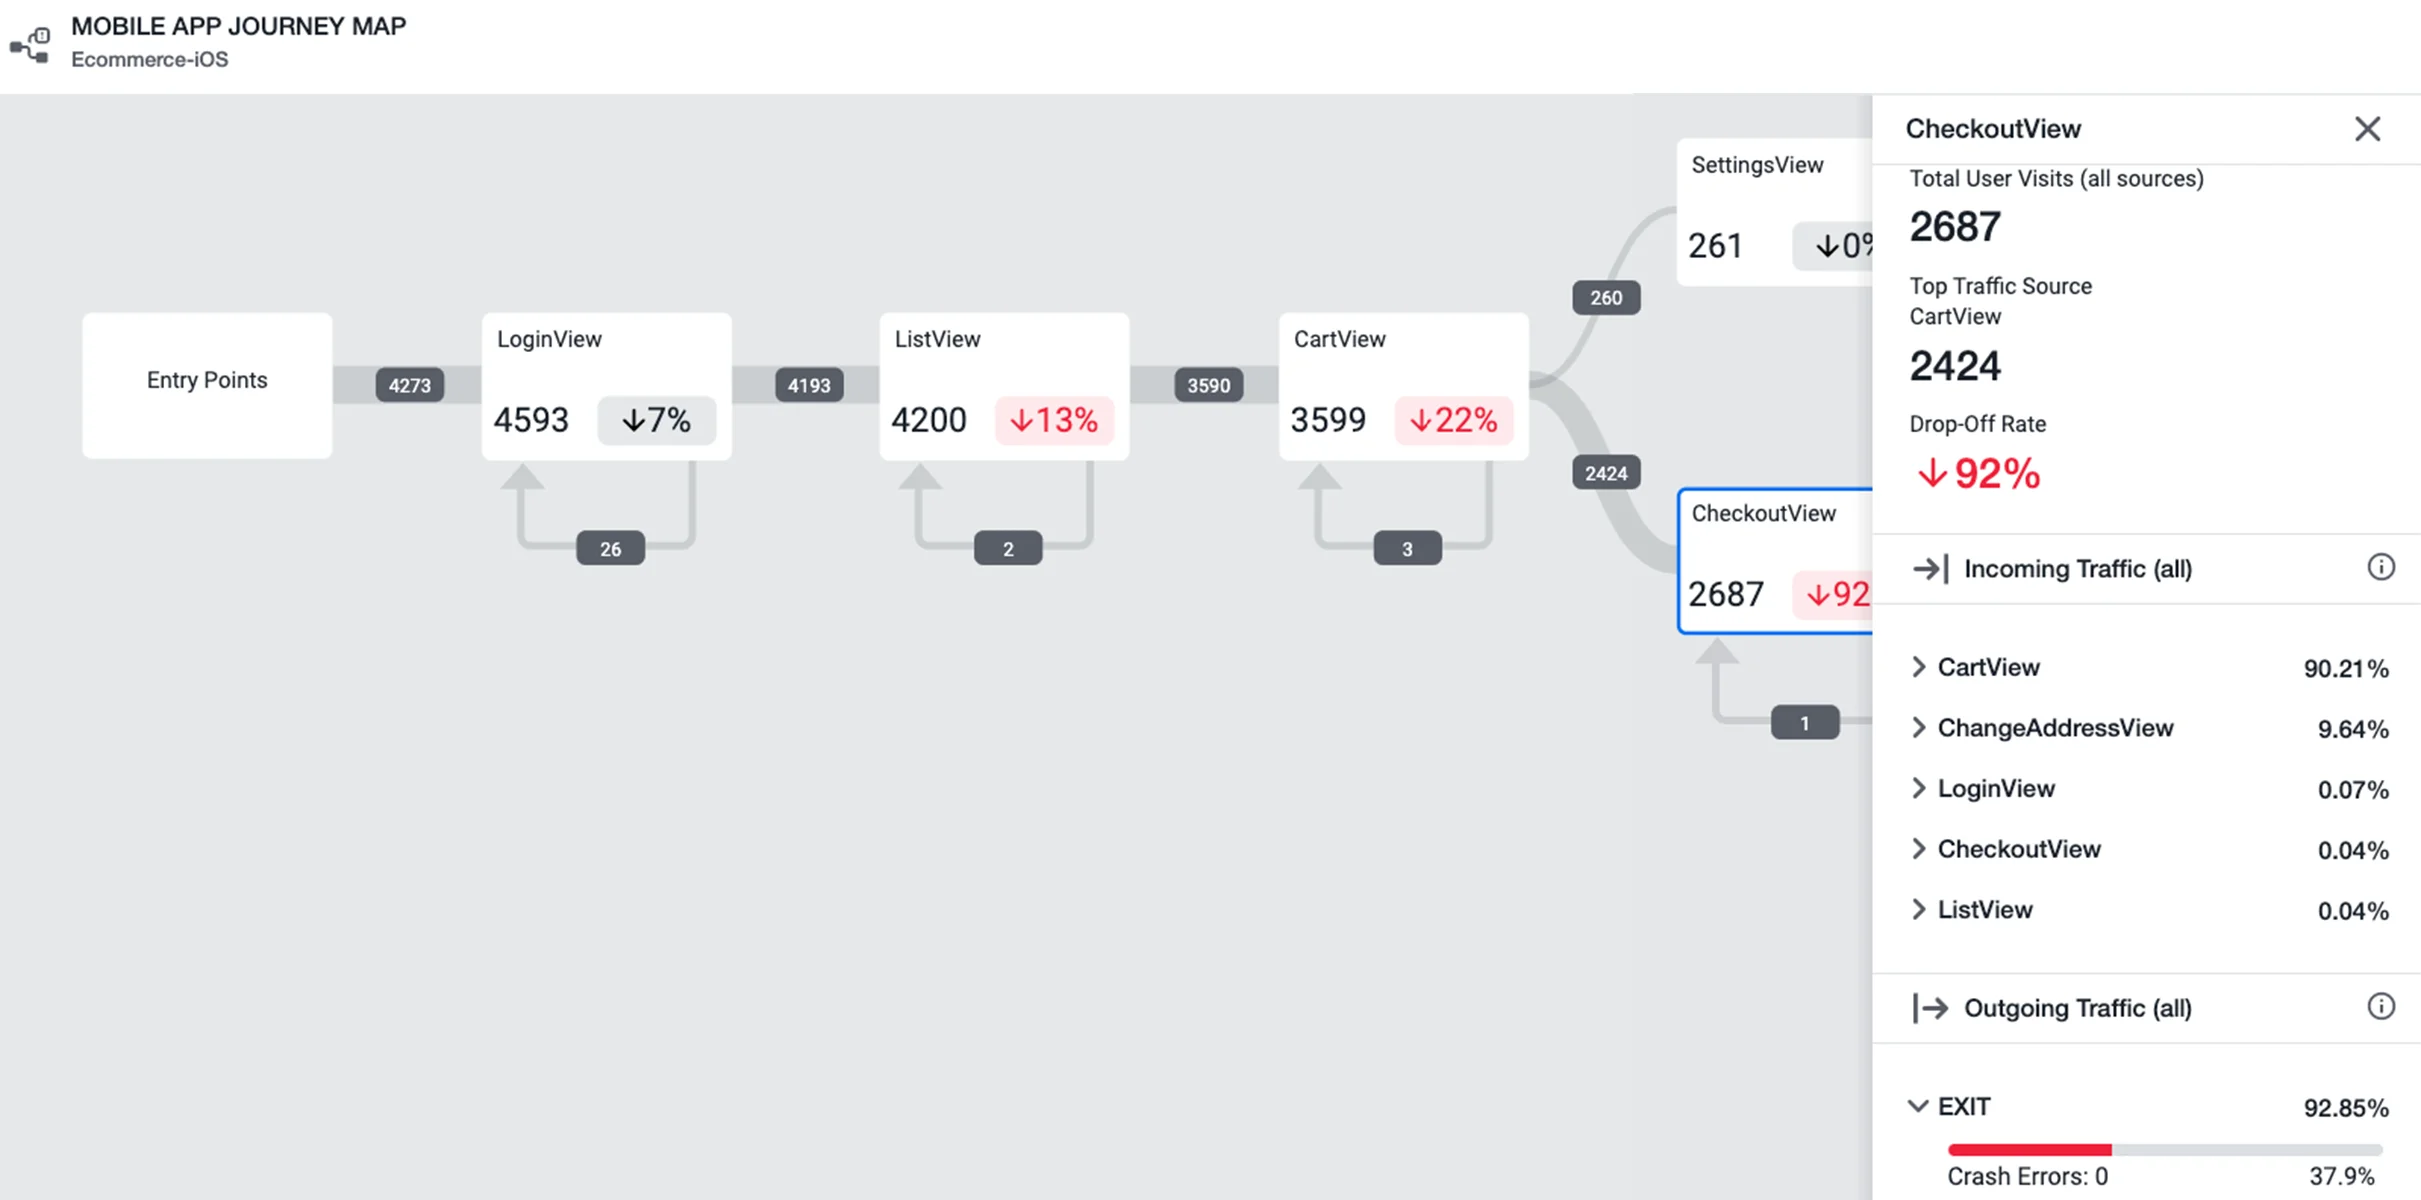 MOBILE APP JOURNEY MAP
Ecommerce-iOS
Entry Points
4273
LoginView
4593
↓7%
26
4193
ListView
4200
↓13%
2
3590
CartView
3599
↓22%
3
260
2424
SettingsView
261
↓0%
CheckoutView
2687
↓92
1
CheckoutView
Total User Visits (all sources)
2687
Top Traffic Source
CartView
2424
Drop-Off Rate
↓92%
Incoming Traffic (all)
CartView 90.21%
ChangeAddressView 9.64%
LoginView 0.07%
CheckoutView 0.04%
ListView 0.04%
Outgoing Traffic (all)
EXIT 92.85%
Crash Errors: 0 37.9%